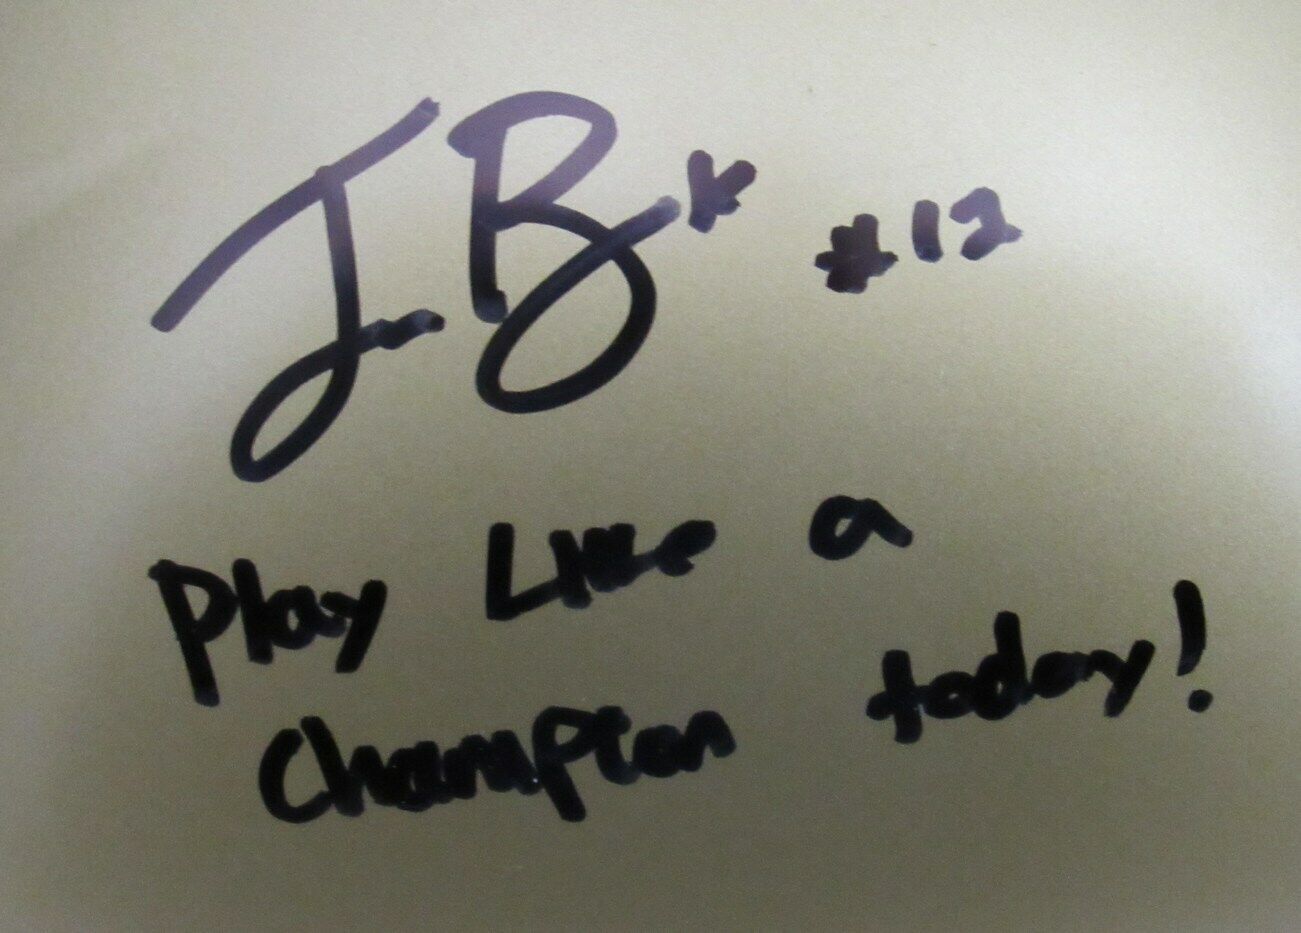 I. B* #12
Play Like a
Champion today!